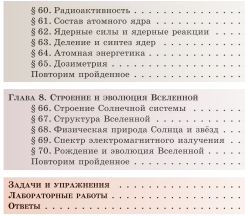 § 60. Радиоактивность
§ 61. Состав атомного ядра
§ 62. Ядерные силы и ядерные реакции
§ 63. Деление и синтез ядер
§ 64. Атомная энергетика
§ 65. Дозиметрия
Повторим пройденное
Глава 8. Строение и эволюция Вселенной
§ 66. Строение Солнечной системы
§ 67. Структура Вселенной
§ 68. Физическая природа Солнца и звёзд
§ 69. Спектр электромагнитного излучения
§ 70. Рождение и эволюция Вселенной
Повторим пройденное
Задачи и упражнения
Лабораторные работы
Ответы